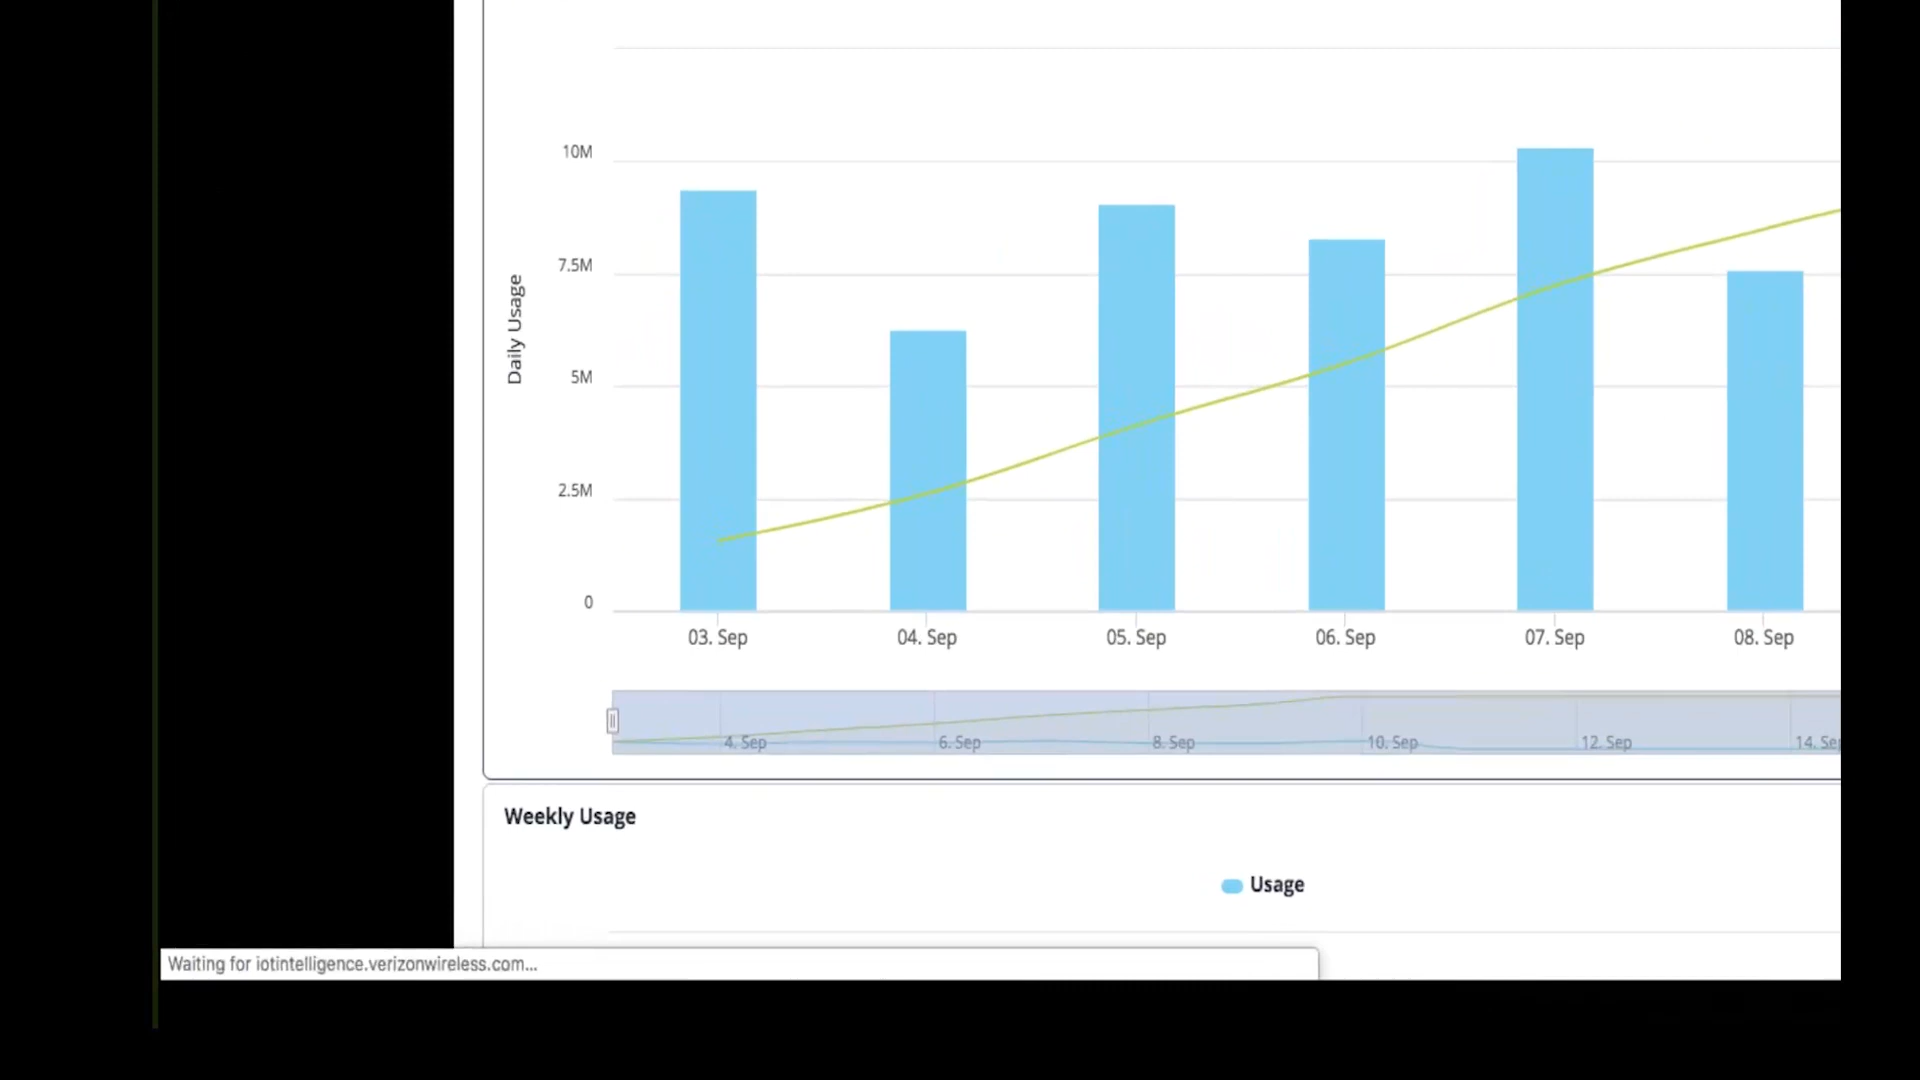 10M
7.5M
5M
2.5M
0
Daily Usage
03. Sep
04. Sep
05. Sep
06. Sep
07. Sep
08. Sep
4. Sep
6. Sep
8. Sep
10. Sep
12. Sep
14. Se
Weekly Usage
Usage
Waiting for iotintelligence.verizonwireless.com...